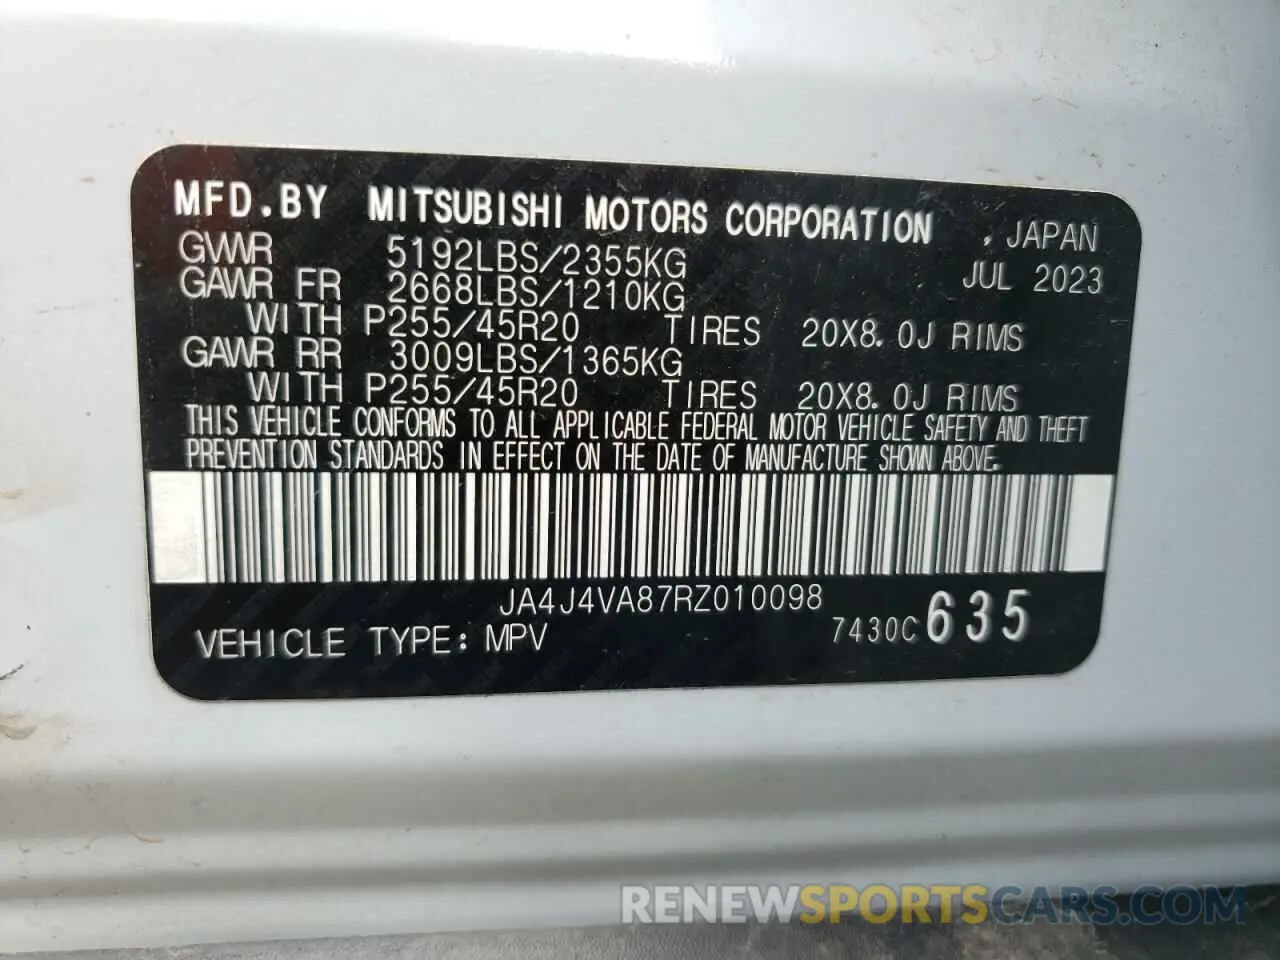 MFD.BY MITSUBISHI MOTORS CORPORATION , JAPAN
GVWR 5192LBS/2355KG JUL 2023
GAWR FR 2668LBS/1210KG
WITH P255/45R20 TIRES 20X8.0J RIMS
GAWR RR 3009LBS/1365KG
WITH P255/45R20 TIRES 20X8.0J RIMS
THIS VEHICLE CONFORMS TO ALL APPLICABLE FEDERAL MOTOR VEHICLE SAFETY AND THEFT
PREVENTION STANDARDS IN EFFECT ON THE DATE OF MANUFACTURE SHOWN ABOVE.
JA4J4VA87RZ010098
VEHICLE TYPE: MPV 7430C 635
RENEWSPORTSCARS.COM